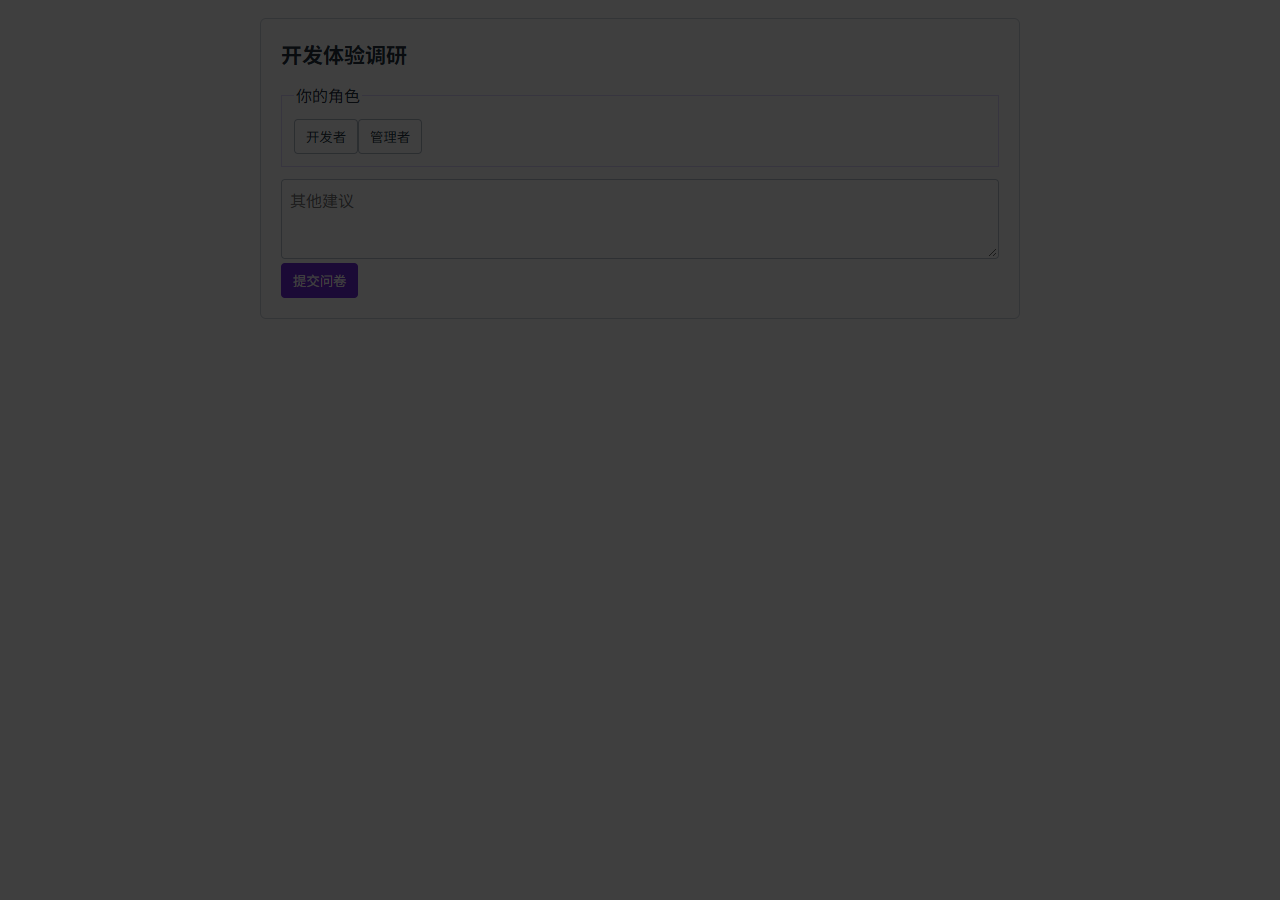 开发体验调研
你的角色
开发者 管理者
其他建议
提交问卷